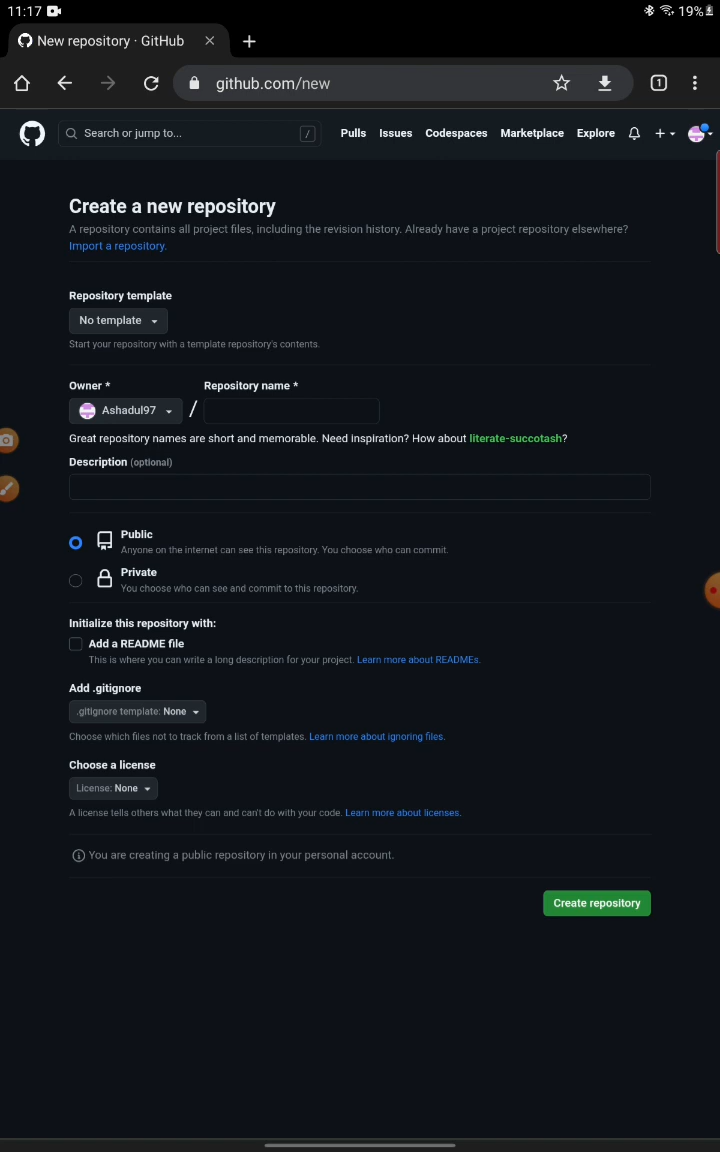 11:17 19%
New repository · GitHub
github.com/new 1
Search or jump to... / Pulls Issues Codespaces Marketplace Explore
Create a new repository
A repository contains all project files, including the revision history. Already have a project repository elsewhere?
Import a repository.
Repository template
No template
Start your repository with a template repository's contents.
Owner * Repository name *
Ashadul97 /
Great repository names are short and memorable. Need inspiration? How about literate-succotash?
Description (optional)
Public
Anyone on the internet can see this repository. You choose who can commit.
Private
You choose who can see and commit to this repository.
Initialize this repository with:
Add a README file
This is where you can write a long description for your project. Learn more about READMEs.
Add .gitignore
.gitignore template: None
Choose which files not to track from a list of templates. Learn more about ignoring files.
Choose a license
License: None
A license tells others what they can and can't do with your code. Learn more about licenses.
You are creating a public repository in your personal account.
Create repository